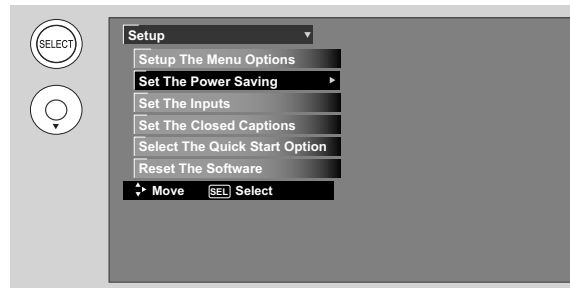 SELECT
Setup
Setup The Menu Options
Set The Power Saving
Set The Inputs
Set The Closed Captions
Select The Quick Start Option
Reset The Software
Move SEL Select